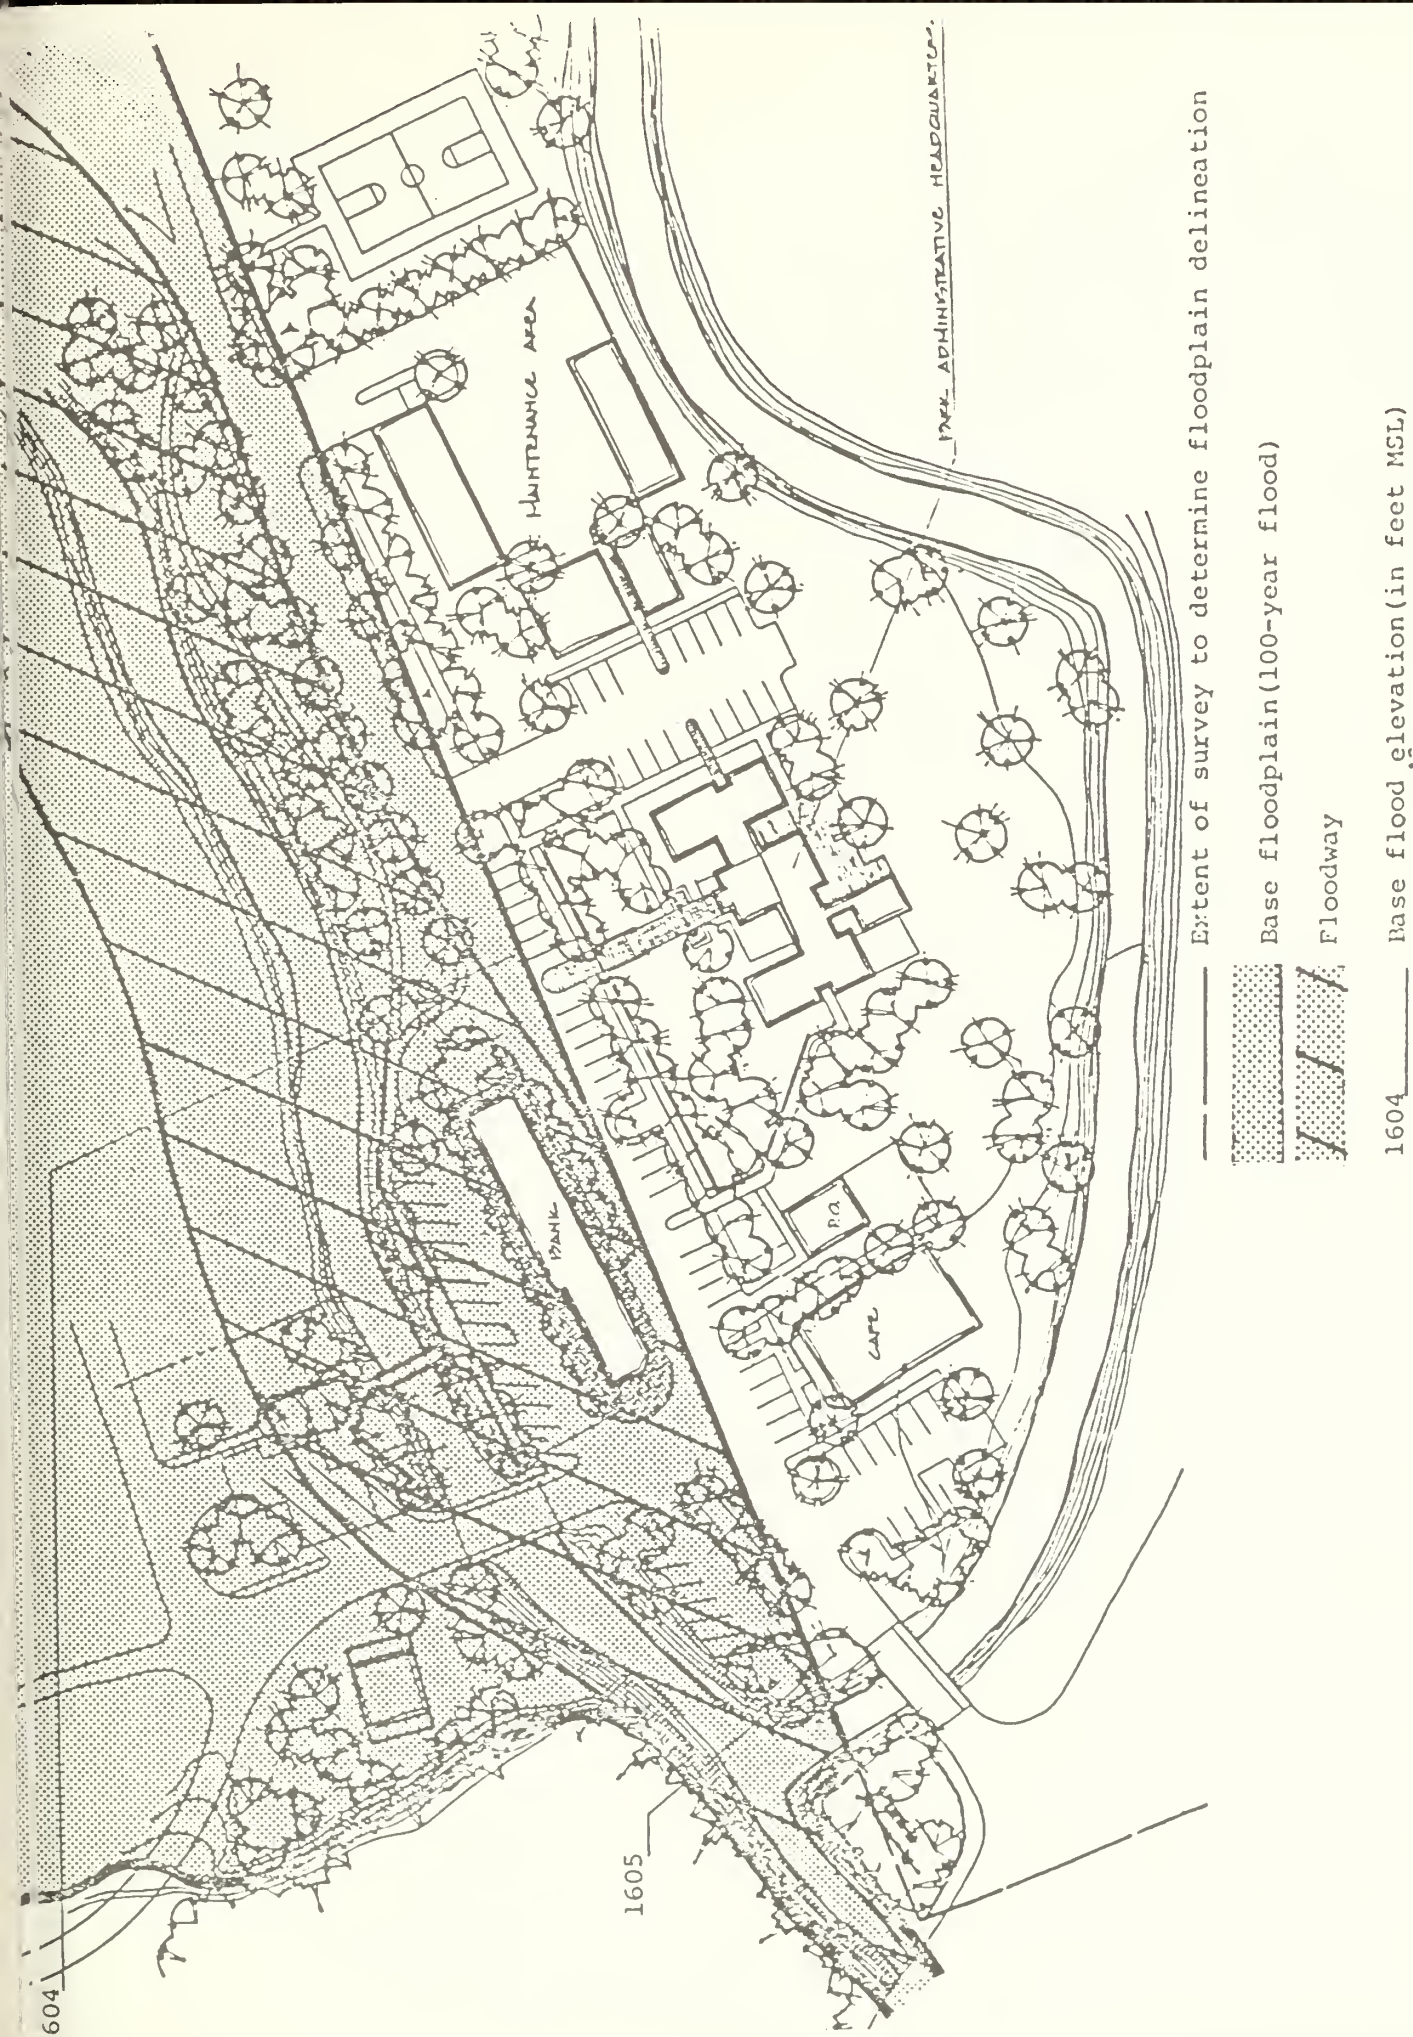 PARK ADMINISTRATIVE HEADQUARTERS.
MAINTENANCE AREA
BANK
P.O.
CAFE
604
1605
Extent of survey to determine floodplain delineation
Base floodplain(100-year flood)
Floodway
1604 Base flood elevation(in feet MSL)